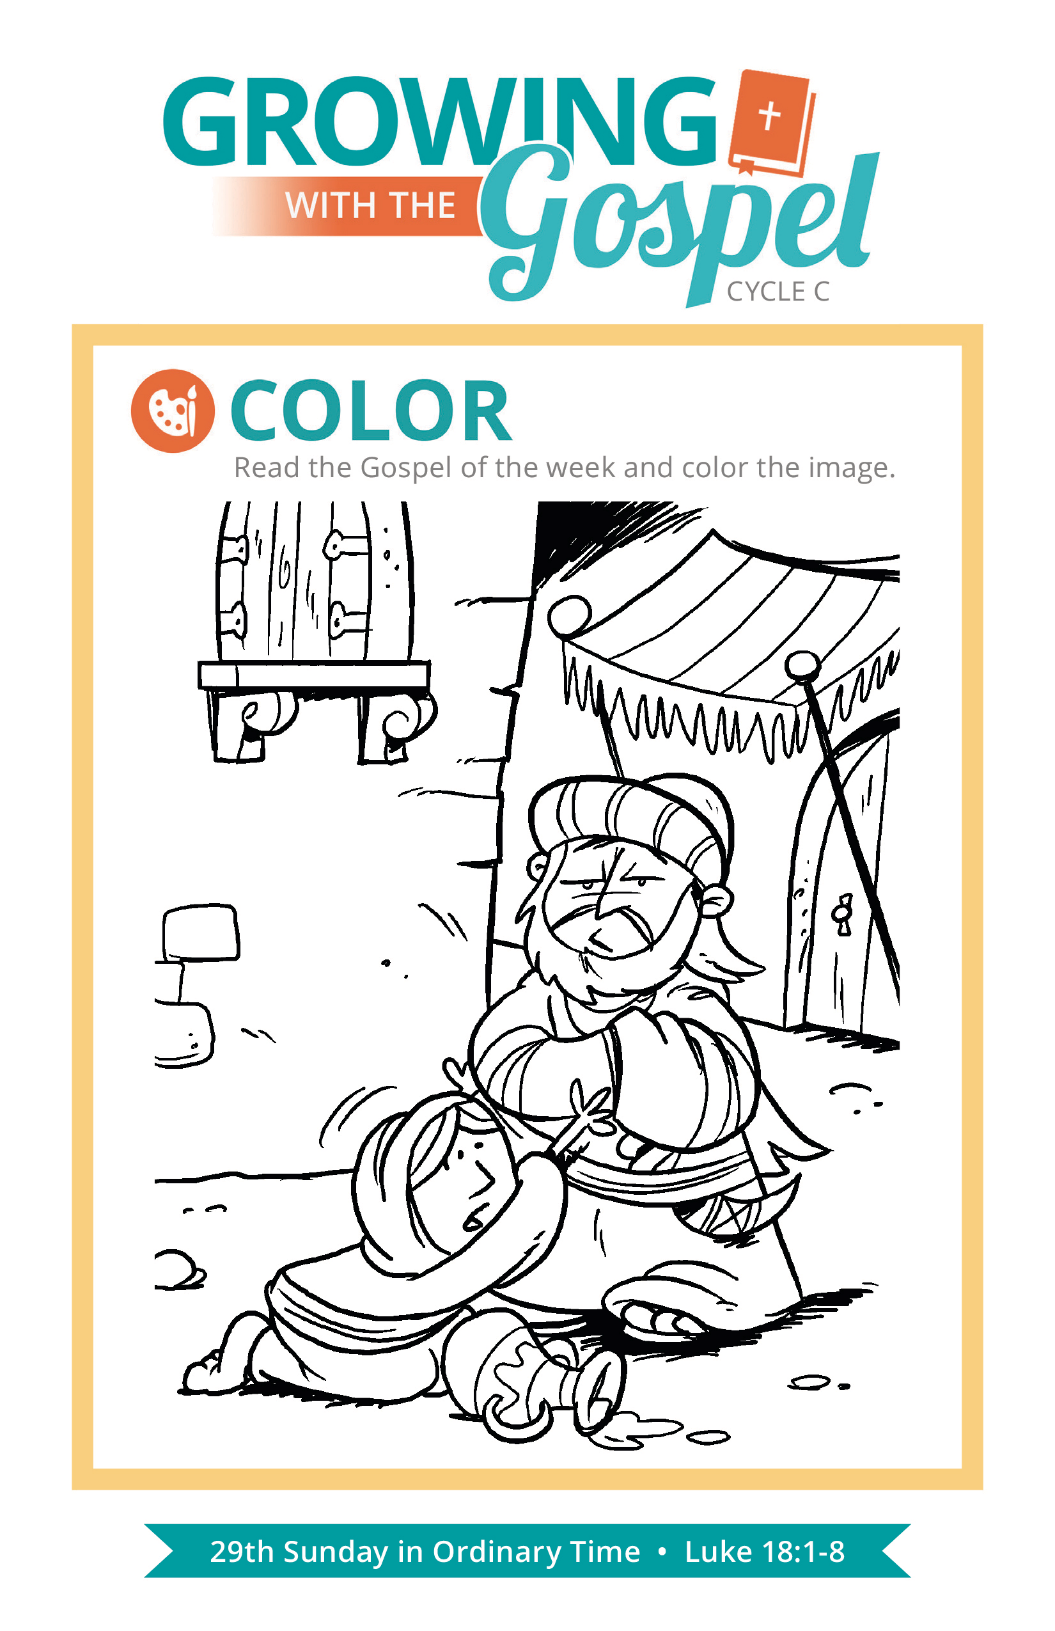 GROWING
WITH THE
Gospel
CYCLE C
COLOR
Read the Gospel of the week and color the image.
29th Sunday in Ordinary Time • Luke 18:1-8